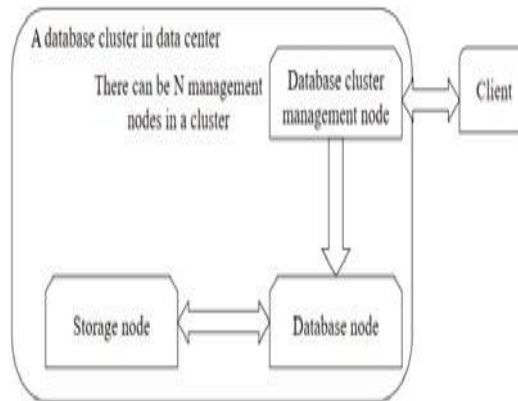 A database cluster in data center
There can be N management
nodes in a cluster
Database cluster
management node
Client
Storage node
Database node